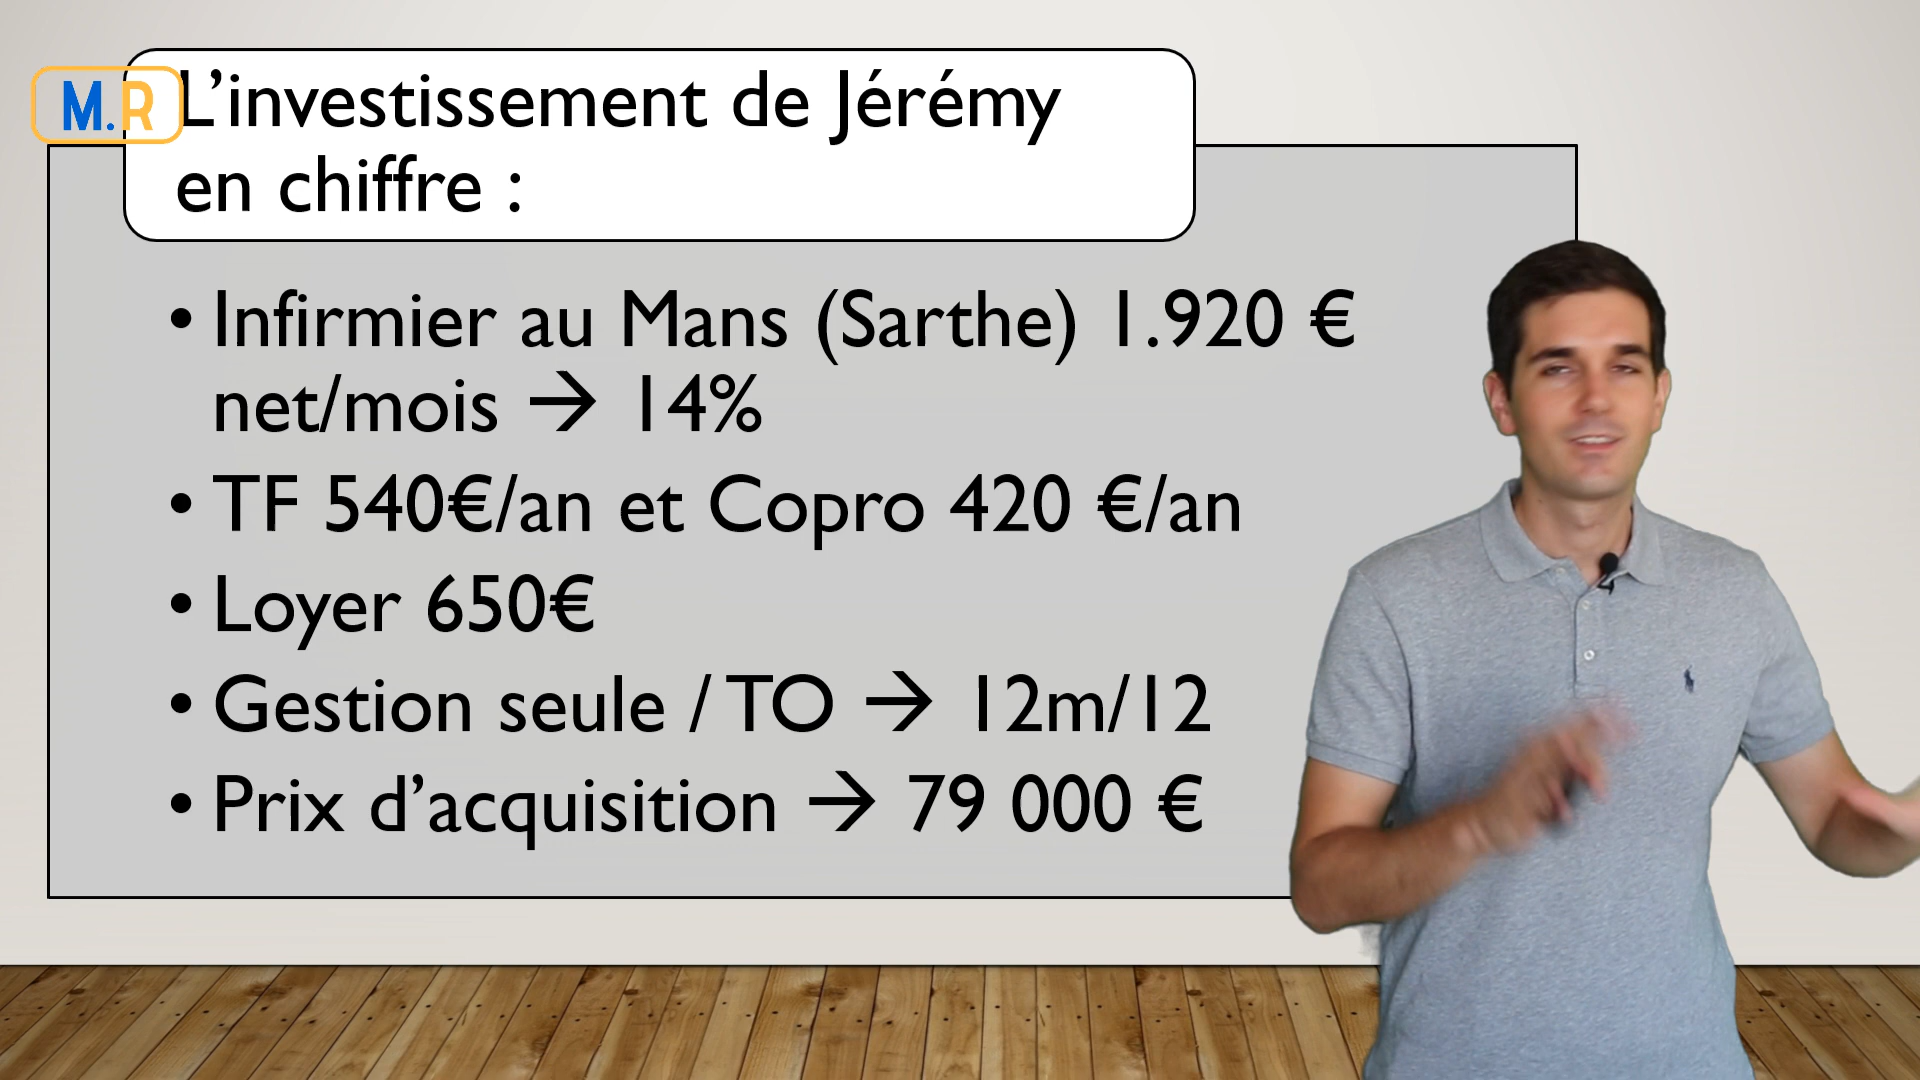 M.R
L’investissement de Jérémy
en chiffre :
• Infirmier au Mans (Sarthe) 1.920 €
net/mois → 14%
• TF 540€/an et Copro 420 €/an
• Loyer 650€
• Gestion seule / TO → 12m/12
• Prix d’acquisition → 79 000 €